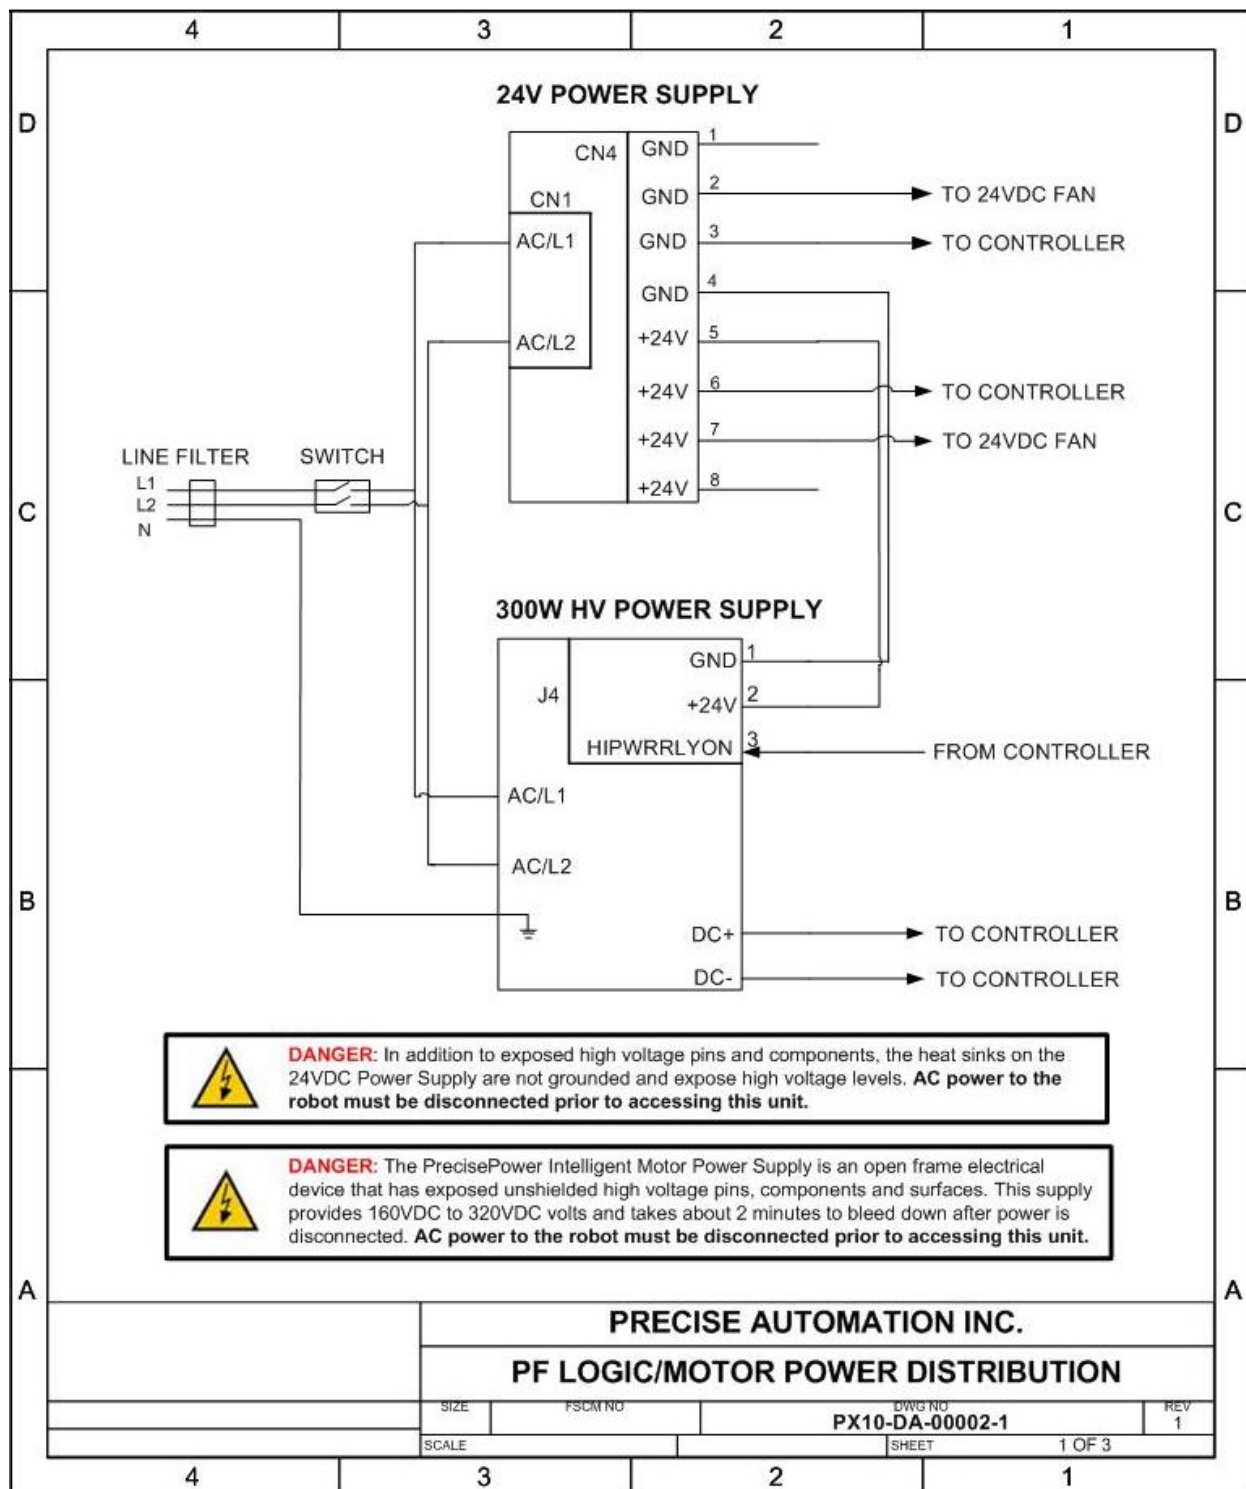 4 3 2 1
D D
24V POWER SUPPLY
CN4
CN1
AC/L1
AC/L2
GND 1
GND 2 TO 24VDC FAN
GND 3 TO CONTROLLER
GND 4
+24V 5
+24V 6 TO CONTROLLER
+24V 7 TO 24VDC FAN
+24V 8
LINE FILTER SWITCH
L1
L2
N
C C
300W HV POWER SUPPLY
J4
GND 1
+24V 2
HIPWRRLYON 3 FROM CONTROLLER
AC/L1
AC/L2
B B
DC+ TO CONTROLLER
DC- TO CONTROLLER
DANGER: In addition to exposed high voltage pins and components, the heat sinks on the
24VDC Power Supply are not grounded and expose high voltage levels. AC power to the
robot must be disconnected prior to accessing this unit.
DANGER: The PrecisePower Intelligent Motor Power Supply is an open frame electrical
device that has exposed unshielded high voltage pins, components and surfaces. This supply
provides 160VDC to 320VDC volts and takes about 2 minutes to bleed down after power is
disconnected. AC power to the robot must be disconnected prior to accessing this unit.
A A
PRECISE AUTOMATION INC.
PF LOGIC/MOTOR POWER DISTRIBUTION
SIZE FSCM NO DWG NO REV
PX10-DA-00002-1 1
SCALE SHEET 1 OF 3
4 3 2 1